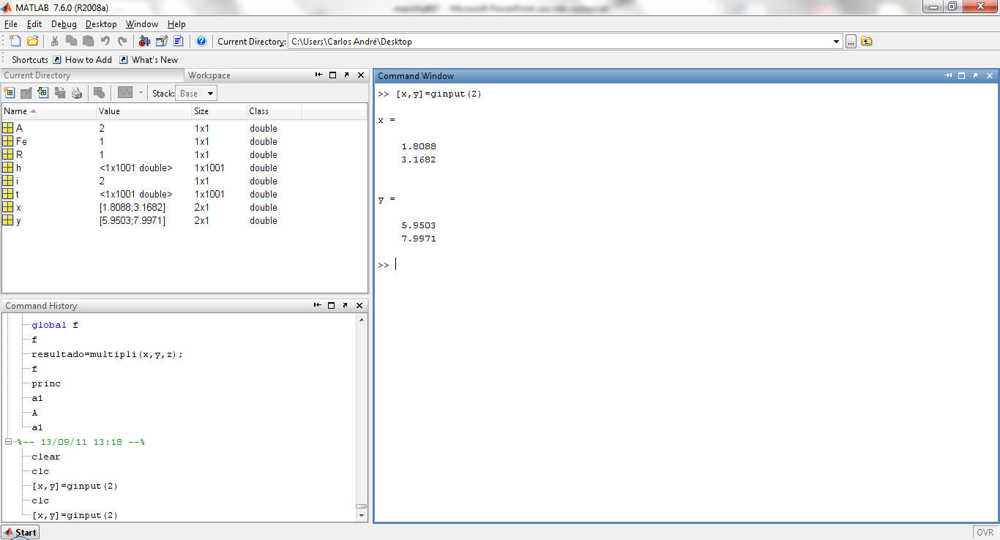 MATLAB 7.6.0 (R2008a)
File Edit Debug Desktop Window Help
Current Directory: C:\Users\Carlos André\Desktop ...
Shortcuts How to Add What's New
Current Directory Workspace
Stack: Base
Name Value Size Class
A 2 1x1 double
Fe 1 1x1 double
R 1 1x1 double
h <1x1001 double> 1x1001 double
i 2 1x1 double
t <1x1001 double> 1x1001 double
x [1.8088;3.1682] 2x1 double
y [5.9503;7.9971] 2x1 double
Command History
global f
f
resultado=multipli(x,y,z);
f
princ
a1
A
a1
%-- 13/09/11 13:18 --%
clear
clc
[x,y]=ginput(2)
clc
[x,y]=ginput(2)
Command Window
>> [x,y]=ginput(2)
x =
1.8088
3.1682
y =
5.9503
7.9971
>>
Start
OVR